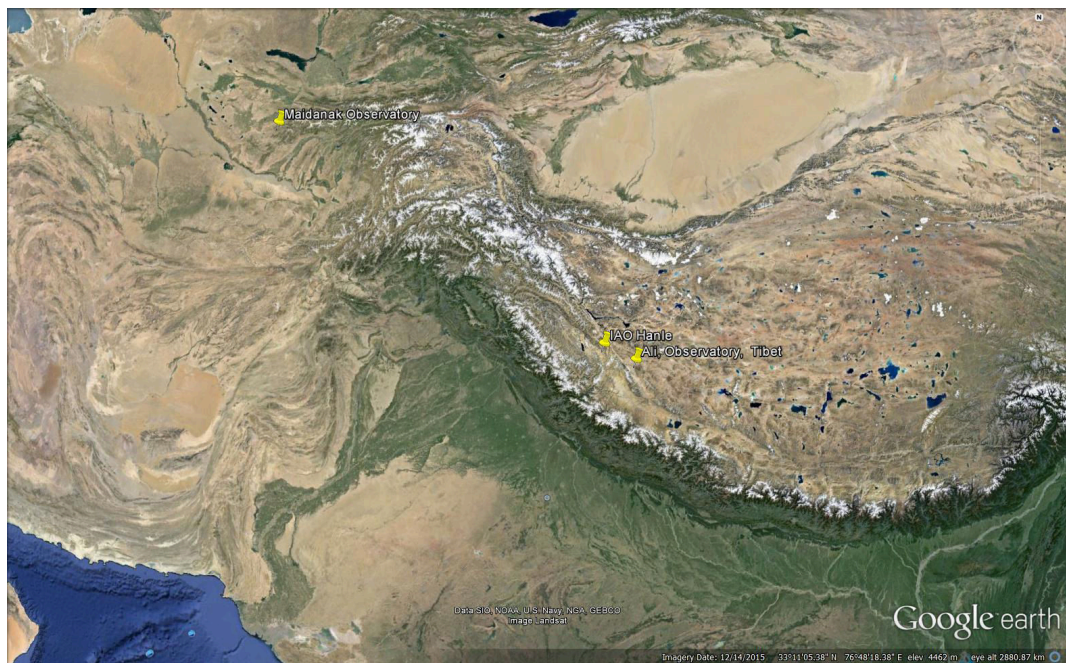 N
Maidanak Observatory
IAO Hanle
Ali, Observatory, Tibet
Data SIO, NOAA, U.S. Navy, NGA, GEBCO
Image Landsat
Google earth
Imagery Date: 12/14/2015 33°11'05.38" N 76°48'18.38" E elev 4462 m eye alt 2880.87 km